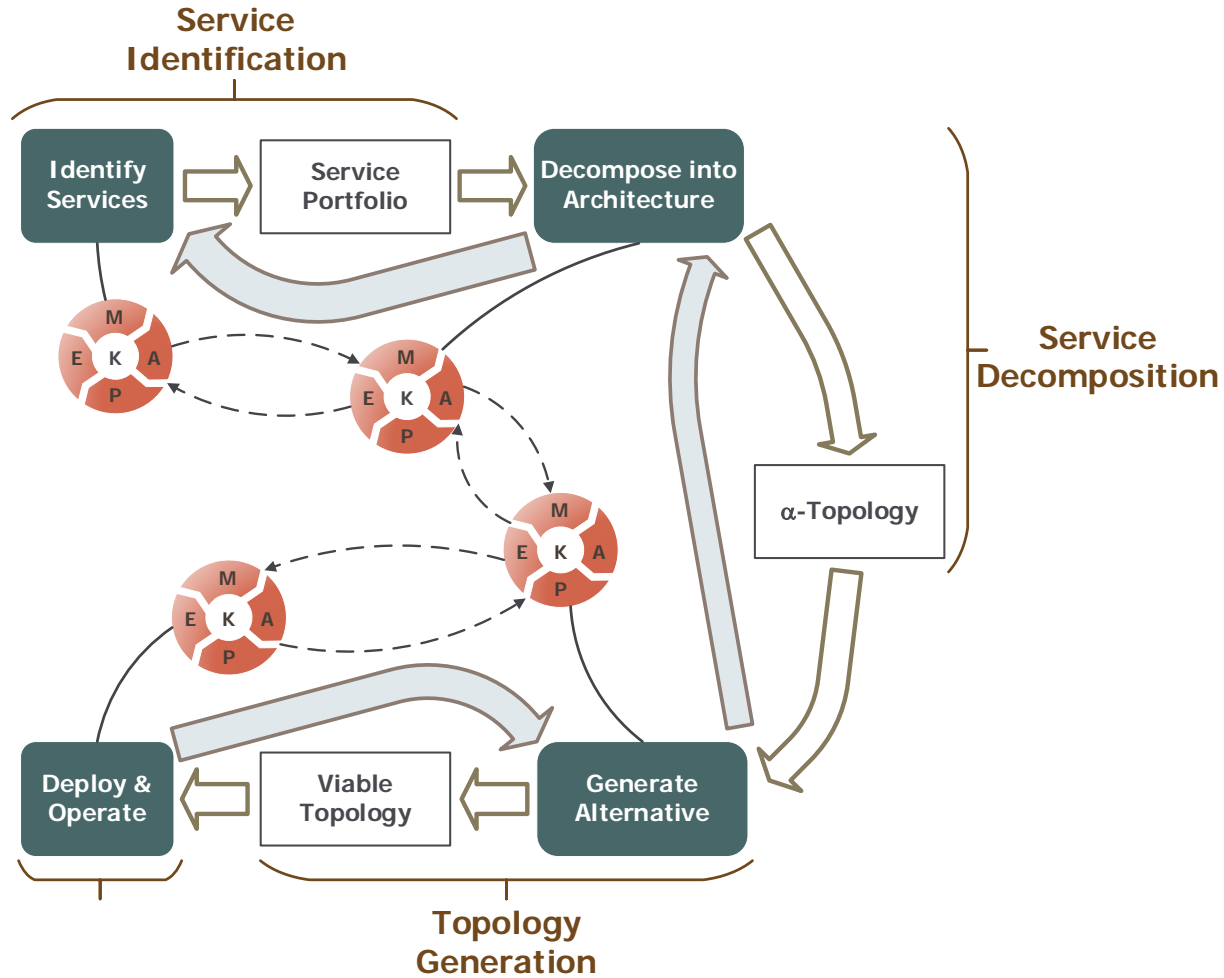 Service
Identification
Identify
Services
Service
Portfolio
Decompose into
Architecture
M
E K A
P
M
E K A
P
Service
Decomposition
α-Topology
M
E K A
P
M
E K A
P
Deploy &
Operate
Viable
Topology
Generate
Alternative
Topology
Generation